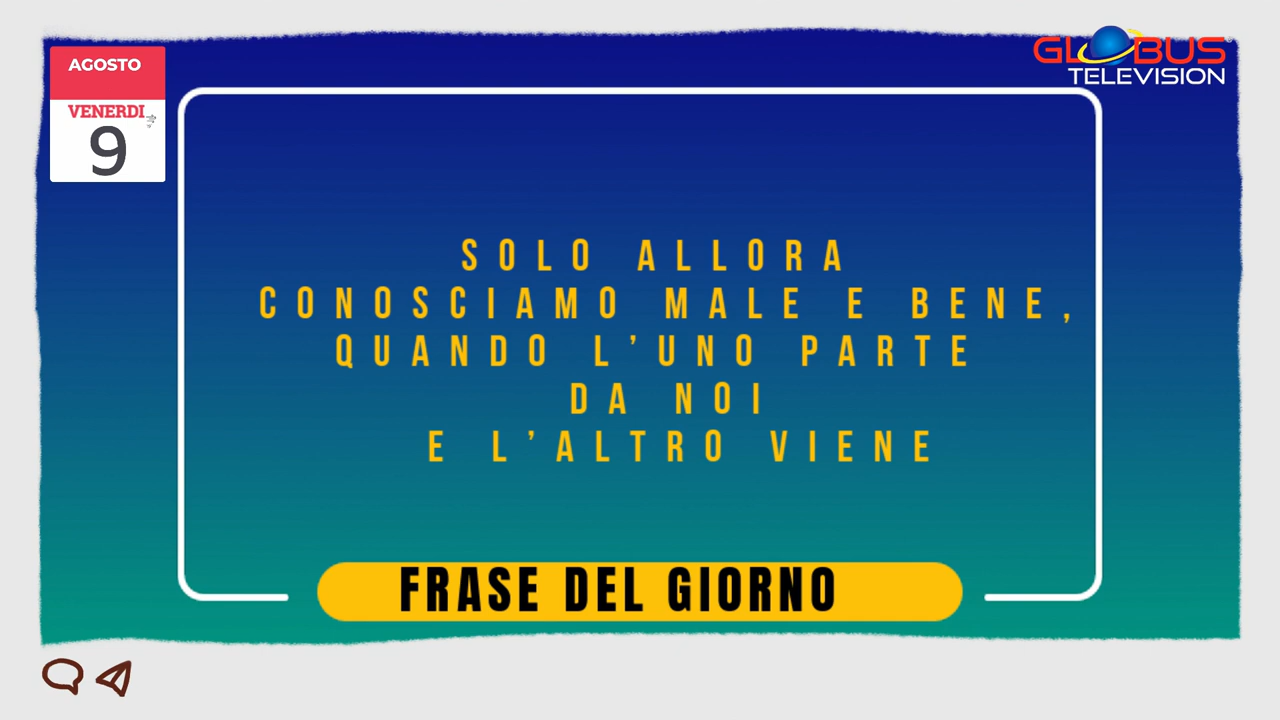 AGOSTO
VENERDI
9
GLOBUS
TELEVISION
SOLO ALLORA
CONOSCIAMO MALE E BENE,
QUANDO L'UNO PARTE
DA NOI
E L'ALTRO VIENE
FRASE DEL GIORNO